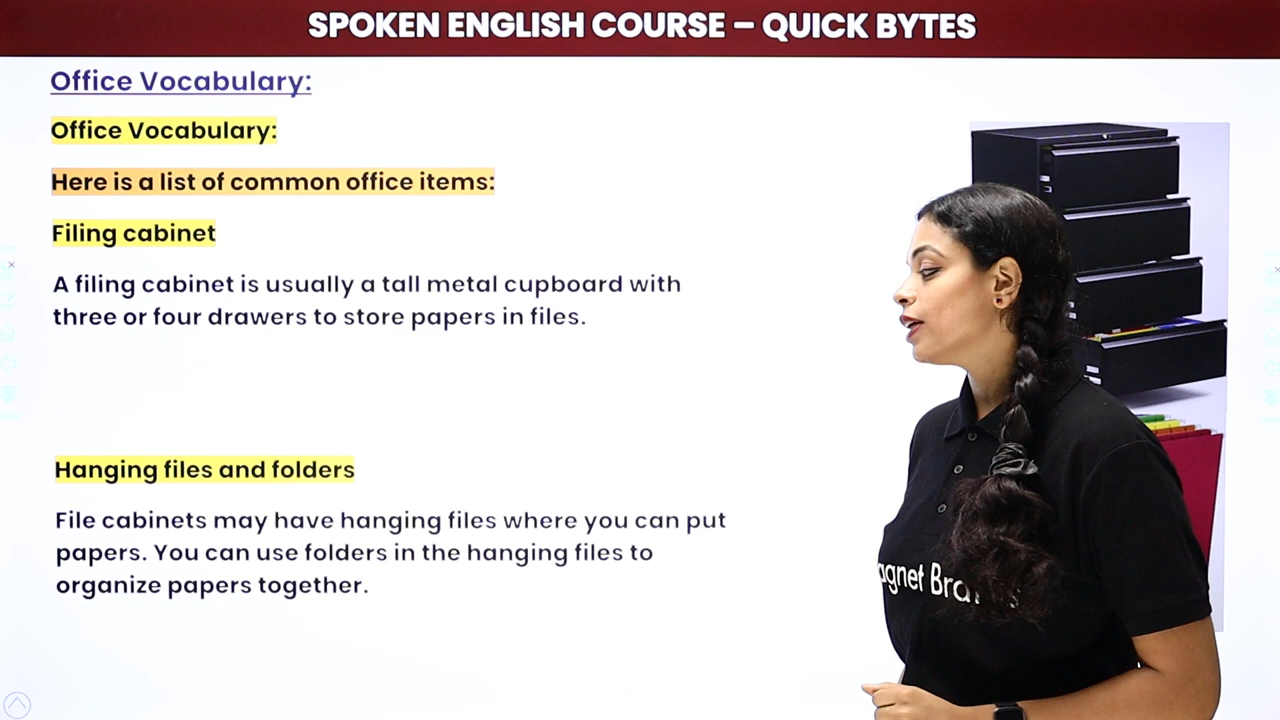 SPOKEN ENGLISH COURSE – QUICK BYTES
Office Vocabulary:
Office Vocabulary:
Here is a list of common office items:
Filing cabinet
A filing cabinet is usually a tall metal cupboard with
three or four drawers to store papers in files.
Hanging files and folders
File cabinets may have hanging files where you can put
papers. You can use folders in the hanging files to
organize papers together.
agnet Bra